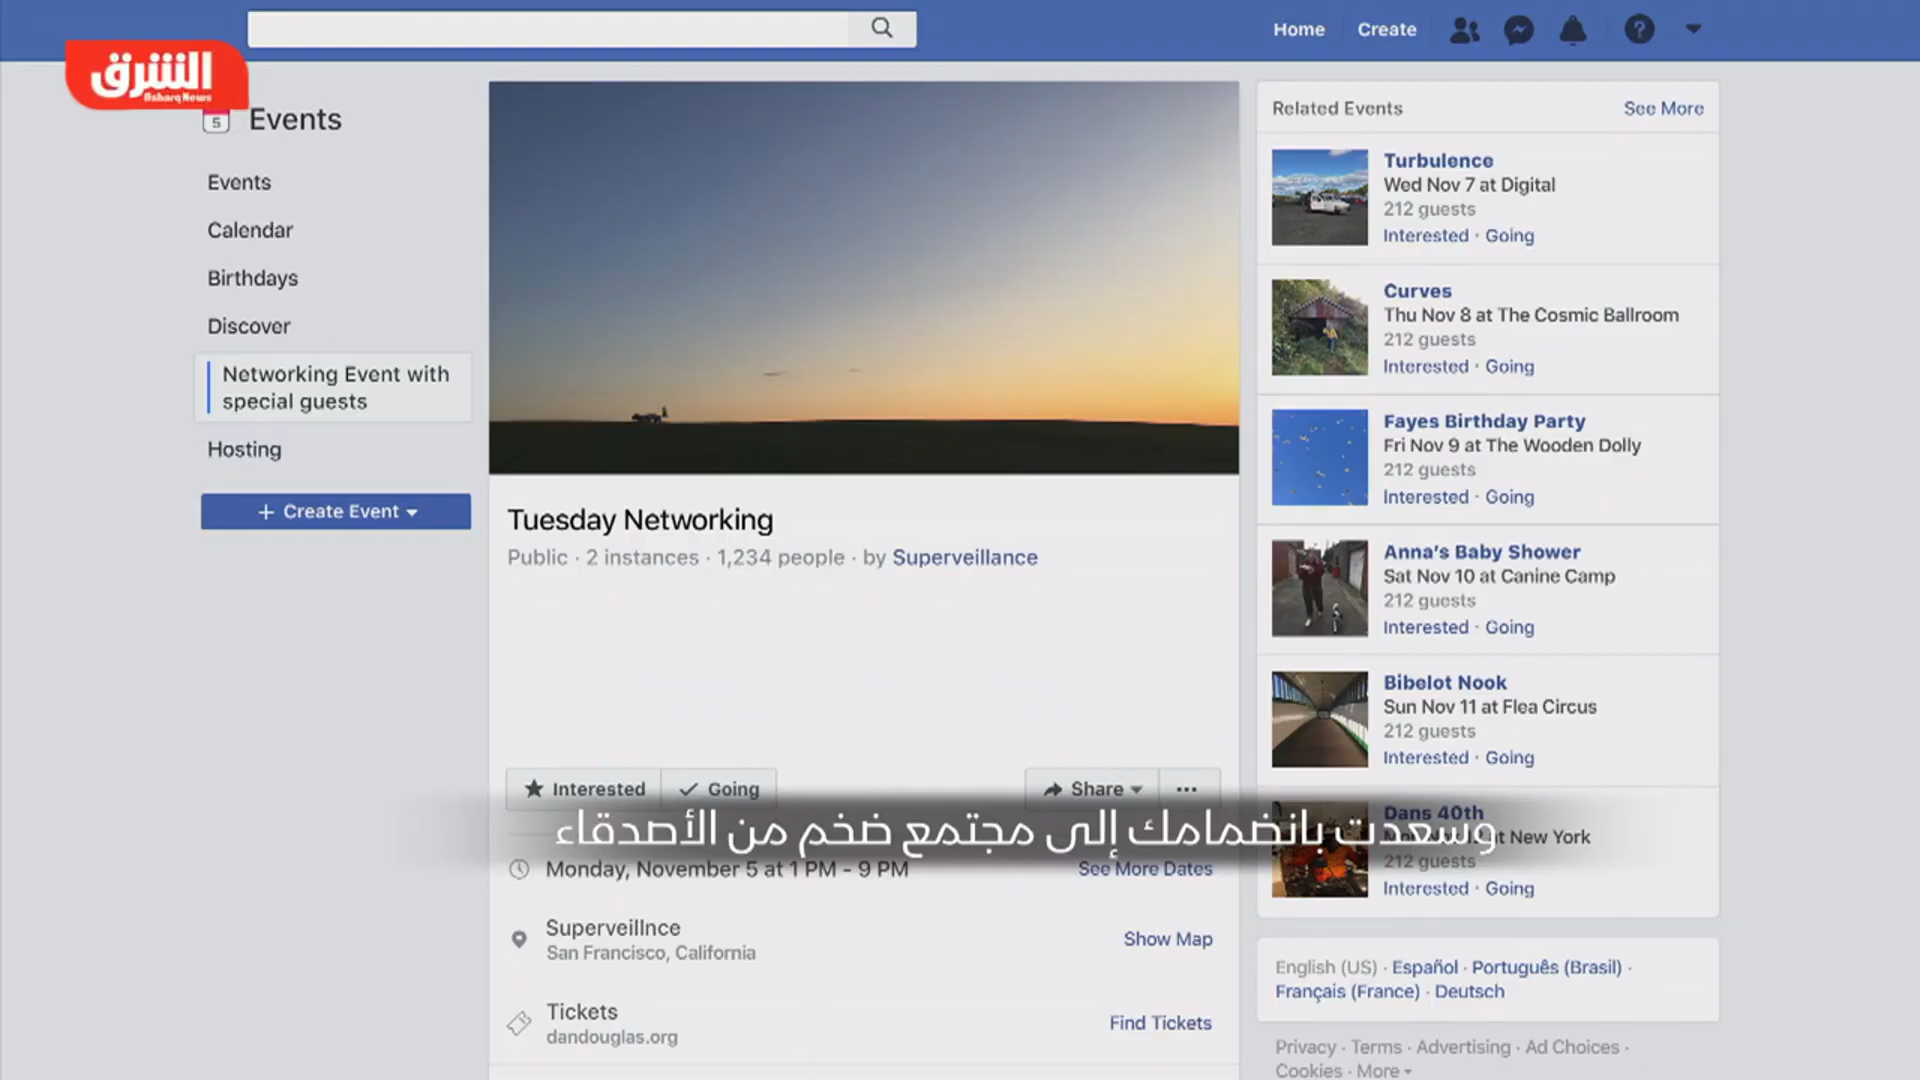 Home
Create
الشرق
Asharq News
5
Events
Events
Calendar
Birthdays
Discover
Networking Event with
special guests
Hosting
+ Create Event
Tuesday Networking
Public · 2 instances · 1,234 people · by Superveillance
Interested
Going
Share
...
وسعدت بانضمامك إلى مجتمع ضخم من الأصدقاء
Monday, November 5 at 1 PM - 9 PM
See More Dates
Superveillnce
San Francisco, California
Show Map
Tickets
dandouglas.org
Find Tickets
Related Events
See More
Turbulence
Wed Nov 7 at Digital
212 guests
Interested · Going
Curves
Thu Nov 8 at The Cosmic Ballroom
212 guests
Interested · Going
Fayes Birthday Party
Fri Nov 9 at The Wooden Dolly
212 guests
Interested · Going
Anna's Baby Shower
Sat Nov 10 at Canine Camp
212 guests
Interested · Going
Bibelot Nook
Sun Nov 11 at Flea Circus
212 guests
Interested · Going
Dans 40th
at New York
212 guests
Interested · Going
English (US) · Español · Português (Brasil) ·
Français (France) · Deutsch
Privacy · Terms · Advertising · Ad Choices ·
Cookies · More